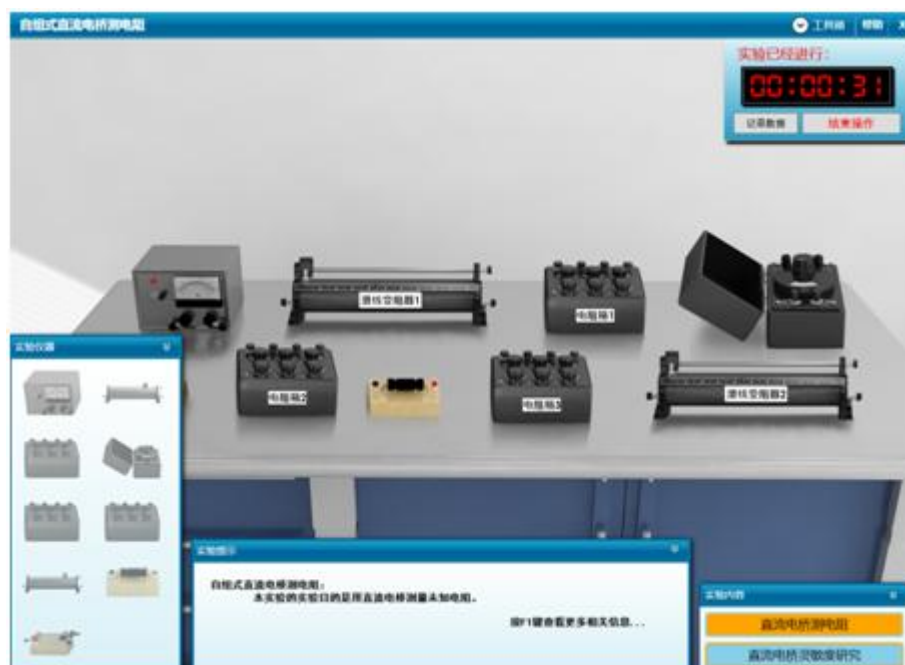 自组式直流电桥测电阻
工具箱 帮助
实验已经进行:
00:00:31
记录数据 结束操作
滑线变阻器1
电阻箱1
电阻箱2
电阻箱3
滑线变阻器2
实验仪器
实验提示
自组式直流电桥测电阻:
本实验的实验目的是用直流电桥测量未知电阻。
按F1键查看更多相关信息...
实验内容
直流电桥测电阻
直流电桥灵敏度研究